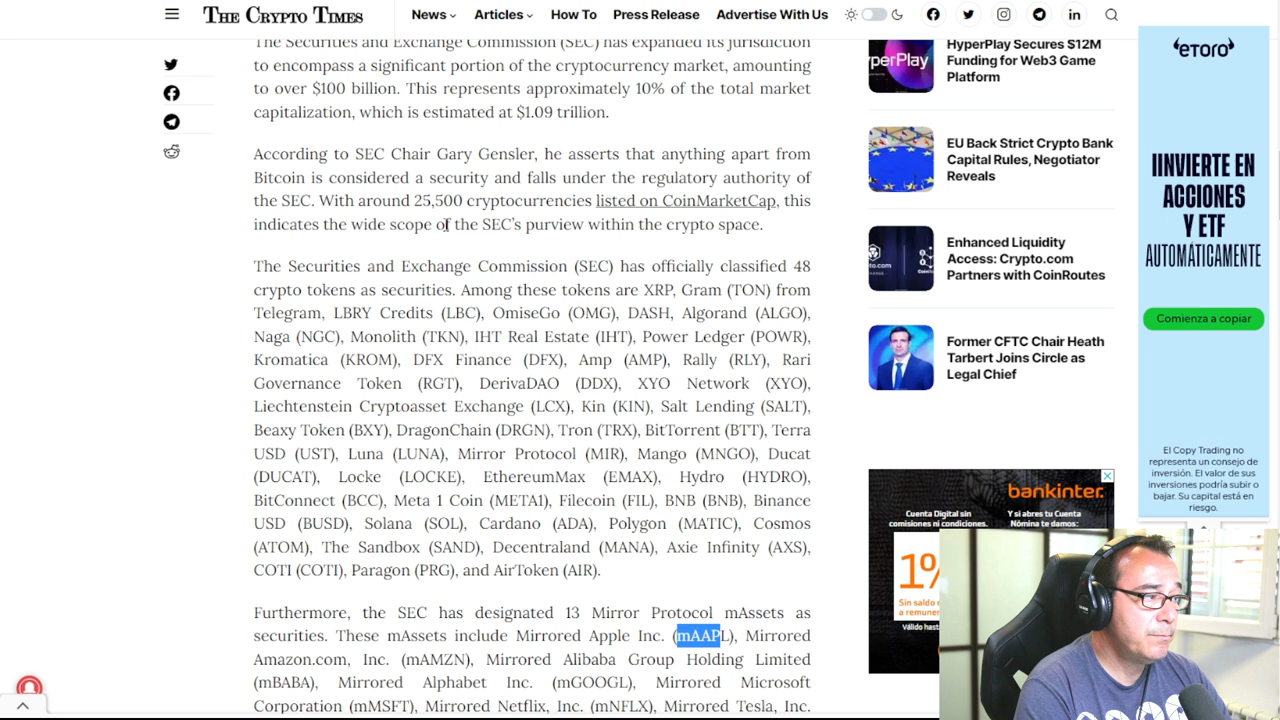 THE CRYPTO TIMES
News
Articles
How To
Press Release
Advertise With Us
The Securities and Exchange Commission (SEC) has expanded its jurisdiction
to encompass a significant portion of the cryptocurrency market, amounting
to over $100 billion. This represents approximately 10% of the total market
capitalization, which is estimated at $1.09 trillion.
According to SEC Chair Gary Gensler, he asserts that anything apart from
Bitcoin is considered a security and falls under the regulatory authority of
the SEC. With around 25,500 cryptocurrencies listed on CoinMarketCap, this
indicates the wide scope of the SEC's purview within the crypto space.
The Securities and Exchange Commission (SEC) has officially classified 48
crypto tokens as securities. Among these tokens are XRP, Gram (TON) from
Telegram, LBRY Credits (LBC), OmiseGo (OMG), DASH, Algorand (ALGO),
Naga (NGC), Monolith (TKN), IHT Real Estate (IHT), Power Ledger (POWR),
Kromatica (KROM), DFX Finance (DFX), Amp (AMP), Rally (RLY), Rari
Governance Token (RGT), DerivaDAO (DDX), XYO Network (XYO),
Liechtenstein Cryptoasset Exchange (LCX), Kin (KIN), Salt Lending (SALT),
Beaxy Token (BXY), DragonChain (DRGN), Tron (TRX), BitTorrent (BTT), Terra
USD (UST), Luna (LUNA), Mirror Protocol (MIR), Mango (MNGO), Ducat
(DUCAT), Locke (LOCKE), EthereumMax (EMAX), Hydro (HYDRO),
BitConnect (BCC), Meta 1 Coin (META1), Filecoin (FIL), BNB (BNB), Binance
USD (BUSD), Solana (SOL), Cardano (ADA), Polygon (MATIC), Cosmos
(ATOM), The Sandbox (SAND), Decentraland (MANA), Axie Infinity (AXS),
COTI (COTI), Paragon (PRG), and AirToken (AIR).
Furthermore, the SEC has designated 13 Mirror Protocol mAssets as
securities. These mAssets include Mirrored Apple Inc. (mAAPL), Mirrored
Amazon.com, Inc. (mAMZN), Mirrored Alibaba Group Holding Limited
(mBABA), Mirrored Alphabet Inc. (mGOOGL), Mirrored Microsoft
Corporation (mMSFT), Mirrored Netflix, Inc. (mNFLX), Mirrored Tesla, Inc.
HyperPlay Secures $12M
Funding for Web3 Game
Platform
EU Back Strict Crypto Bank
Capital Rules, Negotiator
Reveals
Enhanced Liquidity
Access: Crypto.com
Partners with CoinRoutes
Former CFTC Chair Heath
Tarbert Joins Circle as
Legal Chief
bankinter.
Cuenta Digital sin
comisiones ni condiciones.
Y si abres tu Cuenta
Nómina te damos:
1%
Sin saldo
a remuner
Válido hast
eToro
IINVIERTE EN
ACCIONES
Y ETF
AUTOMÁTICAMENTE
Comienza a copiar
El Copy Trading no
representa un consejo de
inversión. El valor de sus
inversiones podría subir o
bajar. Su capital está en
riesgo.